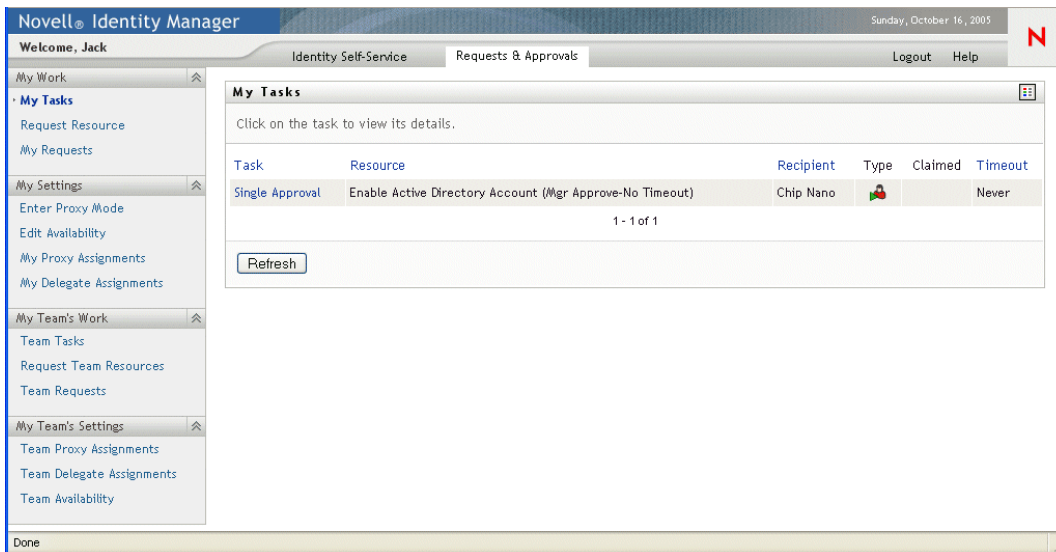 Novell® Identity Manager
Sunday, October 16, 2005
N
Welcome, Jack
Identity Self-Service
Requests & Approvals
Logout
Help
My Work
My Tasks
Request Resource
My Requests
My Settings
Enter Proxy Mode
Edit Availability
My Proxy Assignments
My Delegate Assignments
My Team's Work
Team Tasks
Request Team Resources
Team Requests
My Team's Settings
Team Proxy Assignments
Team Delegate Assignments
Team Availability
My Tasks
Click on the task to view its details.
Task Resource Recipient Type Claimed Timeout
Single Approval Enable Active Directory Account (Mgr Approve-No Timeout) Chip Nano Never
1 - 1 of 1
Refresh
Done